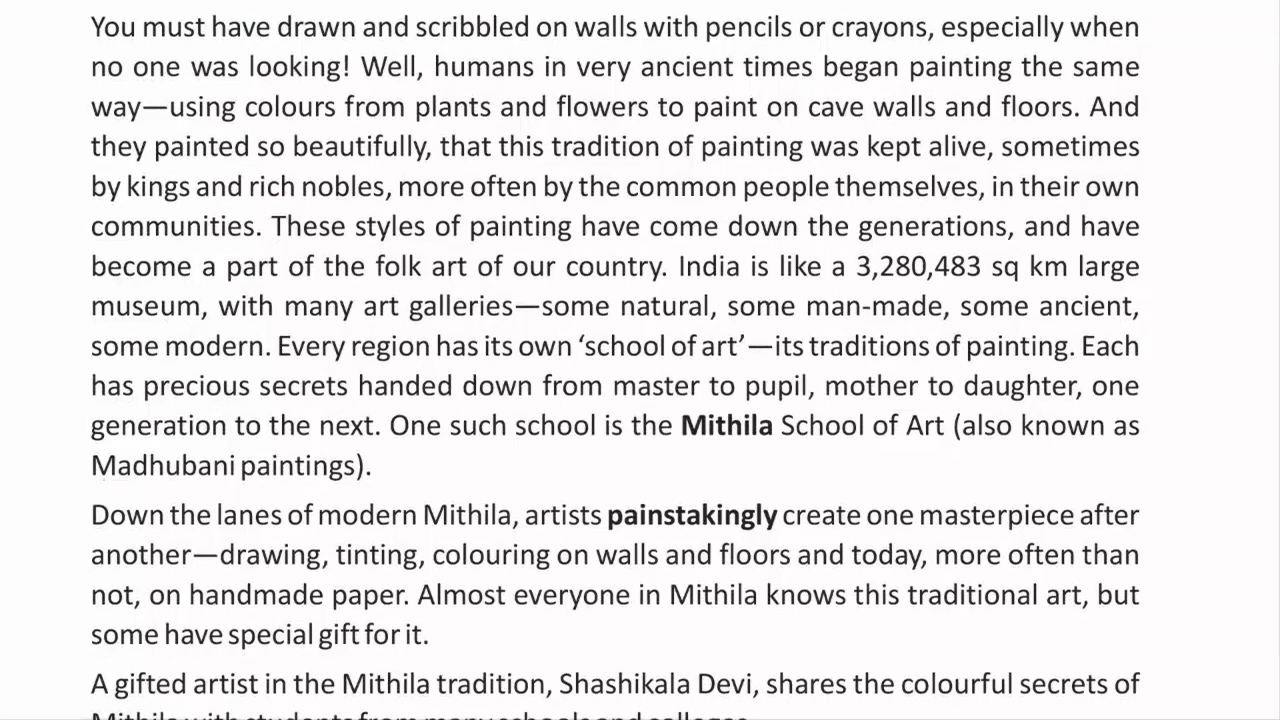 You must have drawn and scribbled on walls with pencils or crayons, especially when
no one was looking! Well, humans in very ancient times began painting the same
way—using colours from plants and flowers to paint on cave walls and floors. And
they painted so beautifully, that this tradition of painting was kept alive, sometimes
by kings and rich nobles, more often by the common people themselves, in their own
communities. These styles of painting have come down the generations, and have
become a part of the folk art of our country. India is like a 3,280,483 sq km large
museum, with many art galleries—some natural, some man-made, some ancient,
some modern. Every region has its own ‘school of art’—its traditions of painting. Each
has precious secrets handed down from master to pupil, mother to daughter, one
generation to the next. One such school is the Mithila School of Art (also known as
Madhubani paintings).
Down the lanes of modern Mithila, artists painstakingly create one masterpiece after
another—drawing, tinting, colouring on walls and floors and today, more often than
not, on handmade paper. Almost everyone in Mithila knows this traditional art, but
some have special gift for it.
A gifted artist in the Mithila tradition, Shashikala Devi, shares the colourful secrets of
Mithila with students from many schools and colleges.